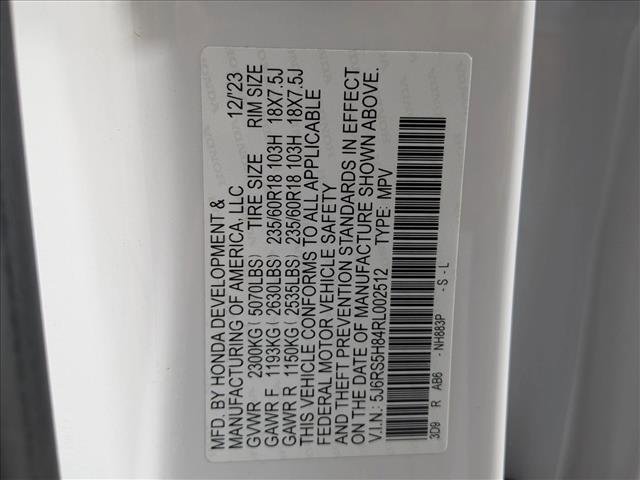 MFD. BY HONDA DEVELOPMENT &
MANUFACTURING OF AMERICA, LLC 12/'23
GVWR 2300KG (5070LBS) TIRE SIZE RIM SIZE
GAWR F 1193KG (2630LBS) 235/60R18 103H 18X7.5J
GAWR R 1150KG (2535LBS) 235/60R18 103H 18X7.5J
THIS VEHICLE CONFORMS TO ALL APPLICABLE
FEDERAL MOTOR VEHICLE SAFETY
AND THEFT PREVENTION STANDARDS IN EFFECT
ON THE DATE OF MANUFACTURE SHOWN ABOVE.
V.I.N.: 5J6RS5H84RL002512 TYPE: MPV
3D9 R AB6 -NH883P - S - L